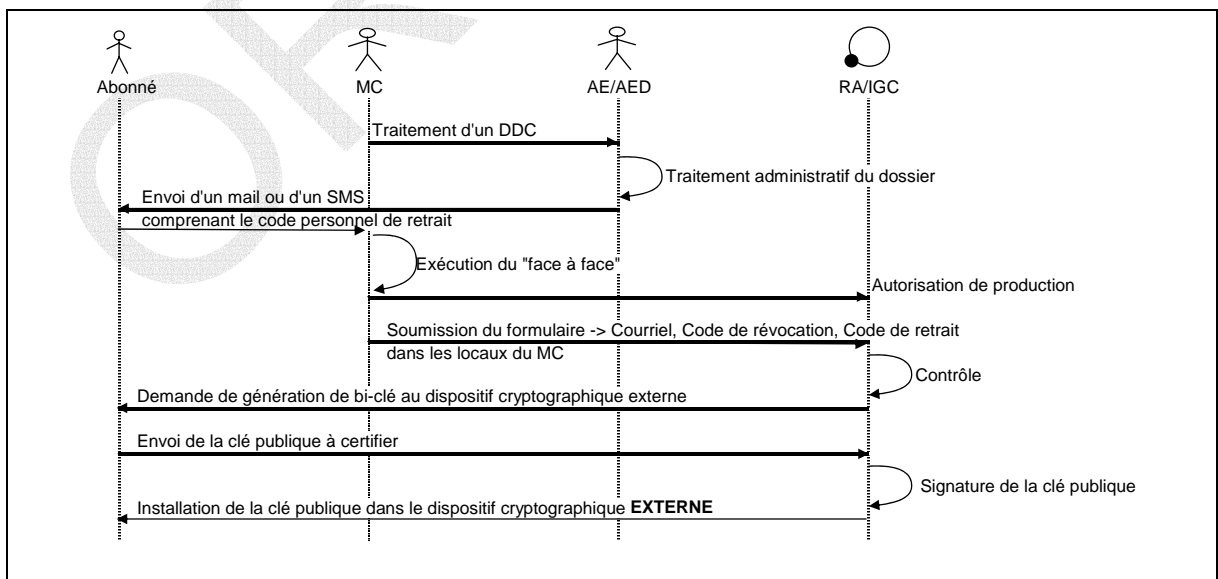 Abonné MC AE/AED RA/IGC
Traitement d'un DDC
Traitement administratif du dossier
Envoi d'un mail ou d'un SMS
comprenant le code personnel de retrait
Exécution du "face à face"
Autorisation de production
Soumission du formulaire -> Courriel, Code de révocation, Code de retrait
dans les locaux du MC
Contrôle
Demande de génération de bi-clé au dispositif cryptographique externe
Envoi de la clé publique à certifier
Signature de la clé publique
Installation de la clé publique dans le dispositif cryptographique EXTERNE